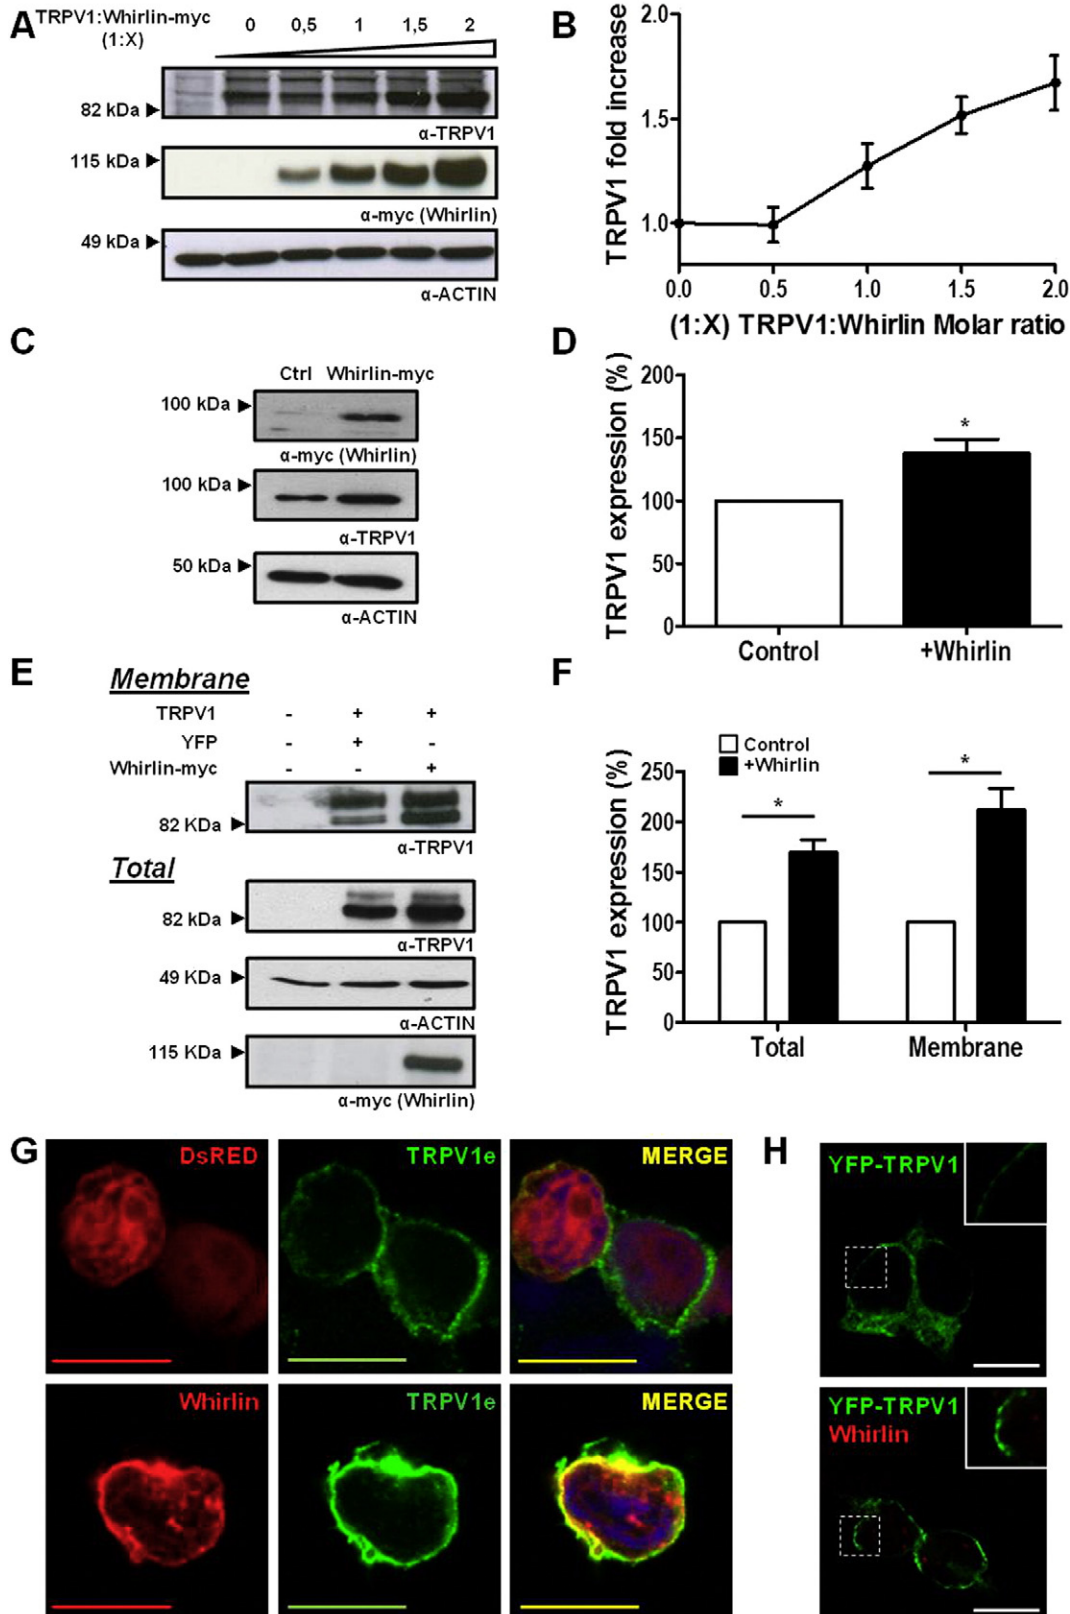 A
TRPV1:Whirlin-myc
(1:X)
0 0,5 1 1,5 2
82 kDa
α-TRPV1
115 kDa
α-myc (Whirlin)
49 kDa
α-ACTIN
B
TRPV1 fold increase
2.0
1.5
1.0
0.0 0.5 1.0 1.5 2.0
(1:X) TRPV1:Whirlin Molar ratio
C
Ctrl Whirlin-myc
100 kDa
α-myc (Whirlin)
100 kDa
α-TRPV1
50 kDa
α-ACTIN
D
TRPV1 expression (%)
200
150
100
50
0
*
Control +Whirlin
E
Membrane
TRPV1 - + +
YFP - + -
Whirlin-myc - - +
82 KDa
α-TRPV1
Total
82 kDa
α-TRPV1
49 KDa
α-ACTIN
115 KDa
α-myc (Whirlin)
F
Control
+Whirlin
TRPV1 expression (%)
250
200
150
100
50
0
* *
Total Membrane
G
DsRED TRPV1e MERGE
Whirlin TRPV1e MERGE
H
YFP-TRPV1
YFP-TRPV1
Whirlin